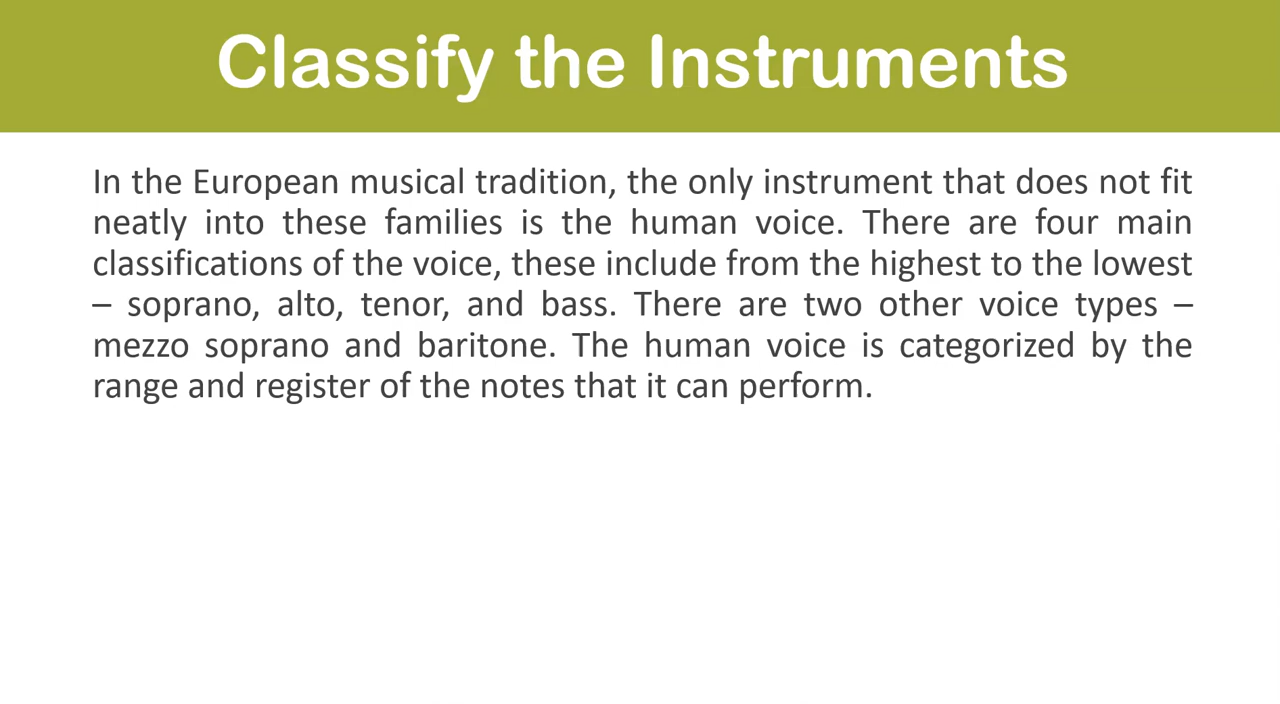 Classify the Instruments
In the European musical tradition, the only instrument that does not fit
neatly into these families is the human voice. There are four main
classifications of the voice, these include from the highest to the lowest
– soprano, alto, tenor, and bass. There are two other voice types –
mezzo soprano and baritone. The human voice is categorized by the
range and register of the notes that it can perform.